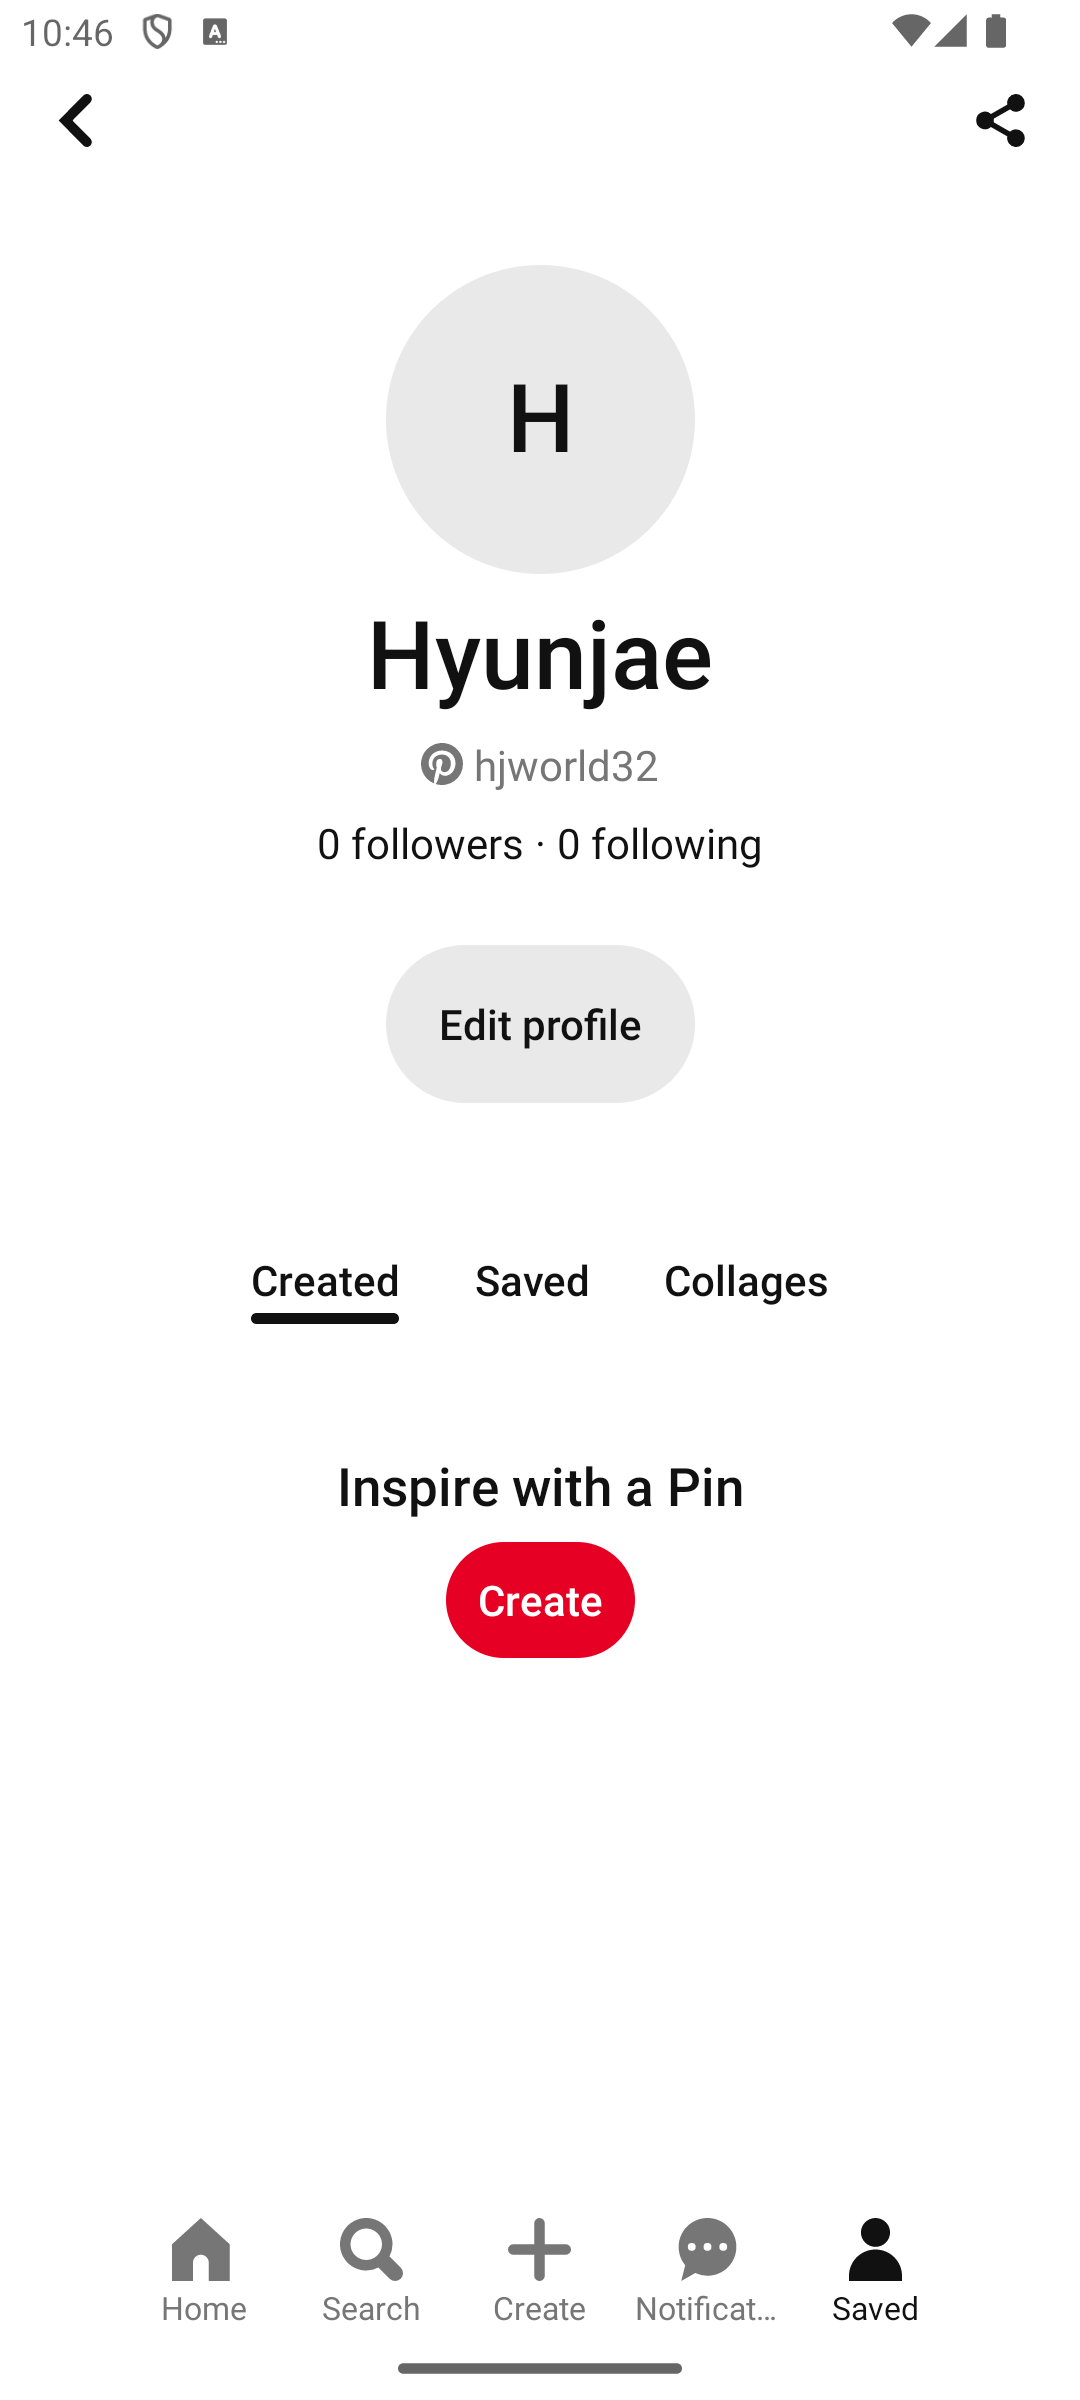 10:46
H
Hyunjae
hjworld32
0 followers · 0 following
Edit profile
Created Saved Collages
Inspire with a Pin
Create
Home Search Create Notificat... Saved